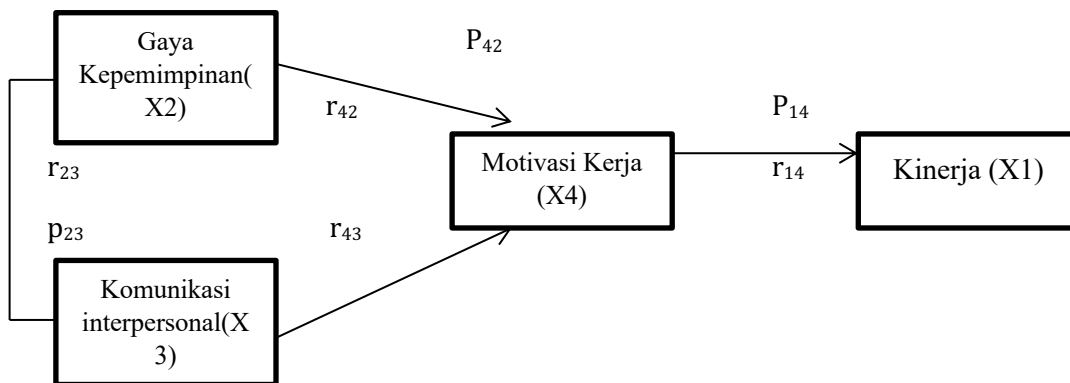 Gaya
Kepemimpinan(
X2)
P₄₂
r₄₂
r₂₃
p₂₃
r₄₃
Komunikasi
interpersonal(X
3)
Motivasi Kerja
(X4)
P₁₄
r₁₄
Kinerja (X1)